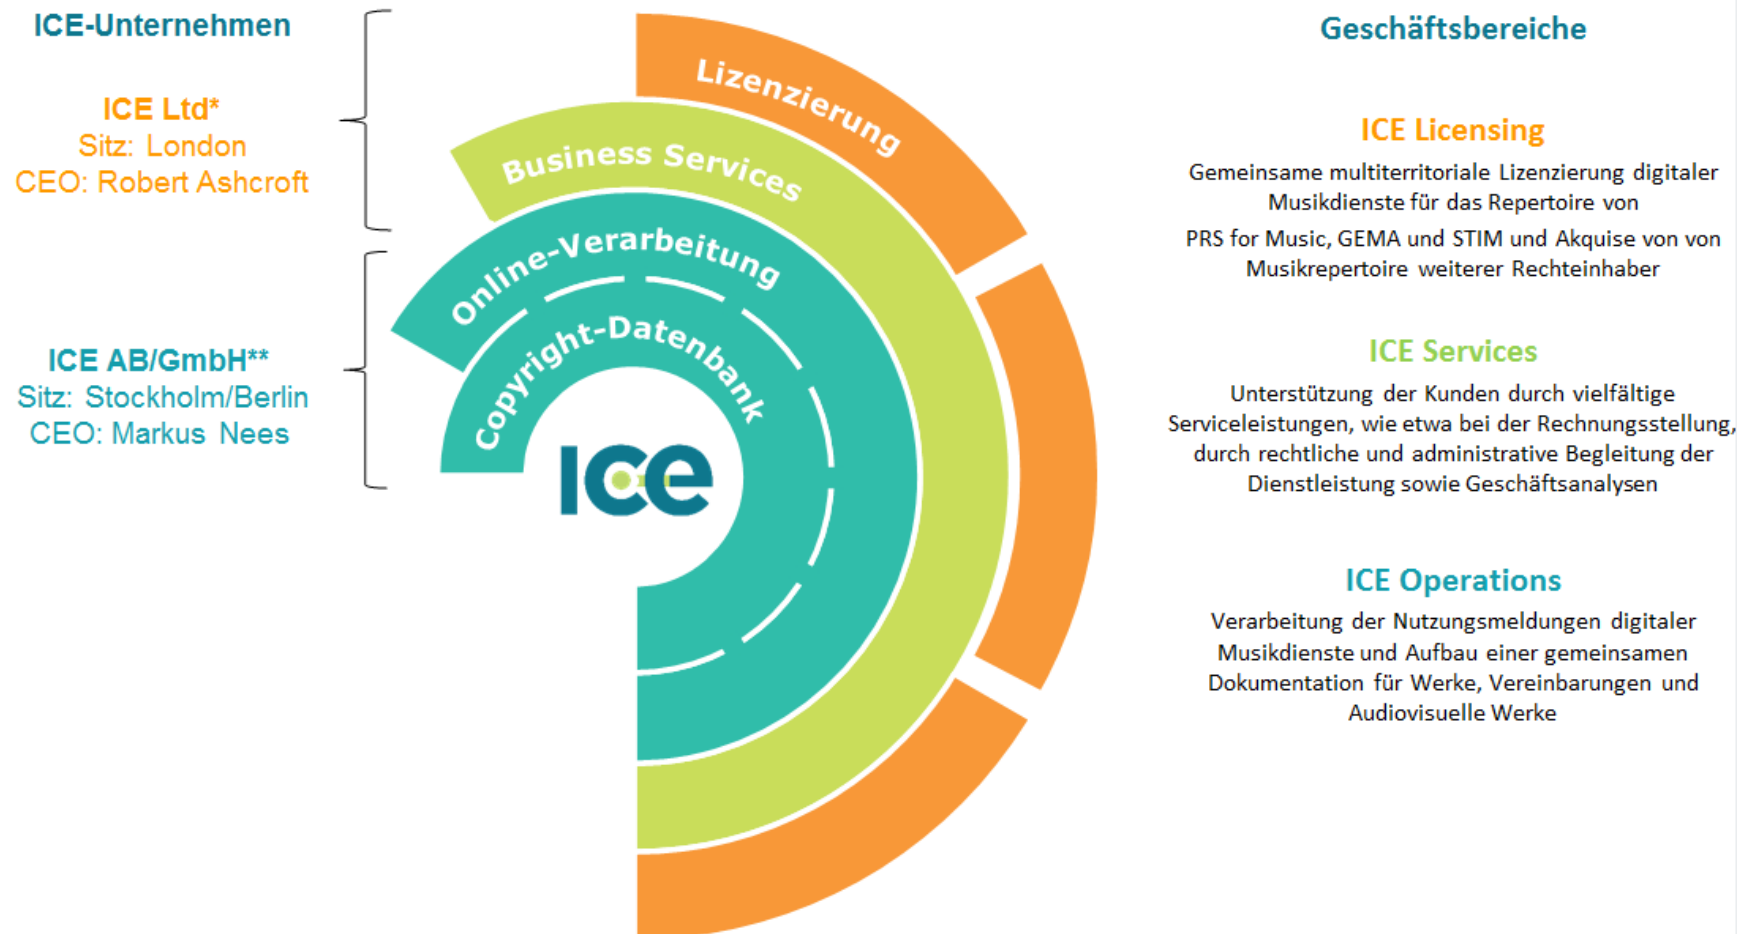 ICE-Unternehmen
ICE Ltd*
Sitz: London
CEO: Robert Ashcroft
ICE AB/GmbH**
Sitz: Stockholm/Berlin
CEO: Markus Nees
Lizenzierung
Business Services
Online-Verarbeitung
Copyright-Datenbank
ICE
Geschäftsbereiche
ICE Licensing
Gemeinsame multiterritoriale Lizenzierung digitaler
Musikdienste für das Repertoire von
PRS for Music, GEMA und STIM und Akquise von von
Musikrepertoire weiterer Rechteinhaber
ICE Services
Unterstützung der Kunden durch vielfältige
Serviceleistungen, wie etwa bei der Rechnungsstellung,
durch rechtliche und administrative Begleitung der
Dienstleistung sowie Geschäftsanalysen
ICE Operations
Verarbeitung der Nutzungsmeldungen digitaler
Musikdienste und Aufbau einer gemeinsamen
Dokumentation für Werke, Vereinbarungen und
Audiovisuelle Werke